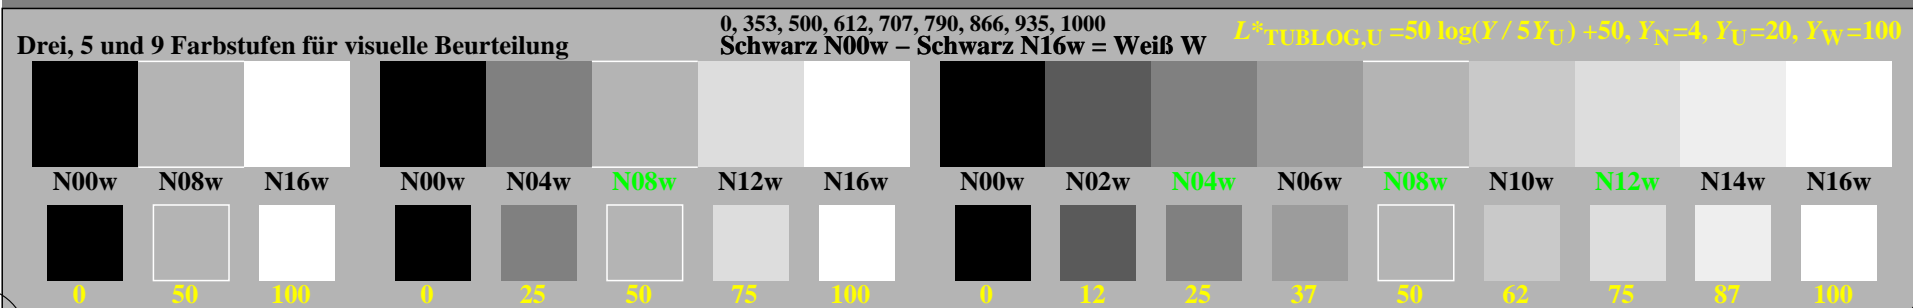 0, 353, 500, 612, 707, 790, 866, 935, 1000
Drei, 5 und 9 Farbstufen für visuelle Beurteilung
Schwarz N00w – Schwarz N16w = Weiß W
L*TUBLOG,U =50 log(Y / 5YU) +50, YN=4, YU=20, YW=100
N00w N08w N16w N00w N04w N08w N12w N16w N00w N02w N04w N06w N08w N10w N12w N14w N16w
0 50 100 0 25 50 75 100 0 12 25 37 50 62 75 87 100